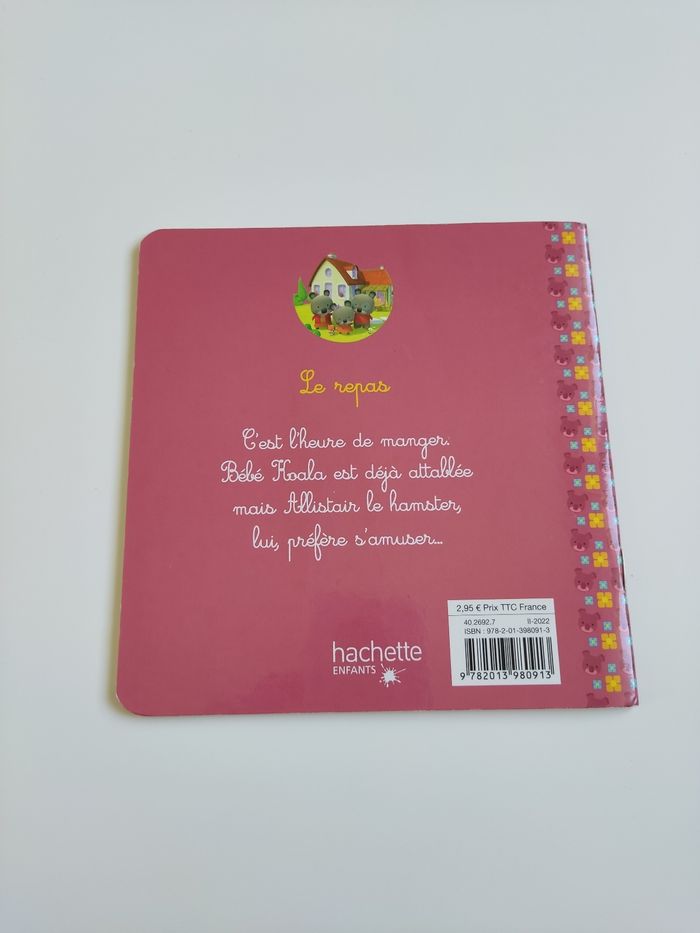 Le repas
C'est l'heure de manger.
Bébé Koala est déjà attablée
mais Allistair le hamster,
lui, préfère s'amuser...
2,95 € Prix TTC France
40.2692.7 II-2022
ISBN : 978-2-01-398091-3
9 782013 980913
hachette
ENFANTS